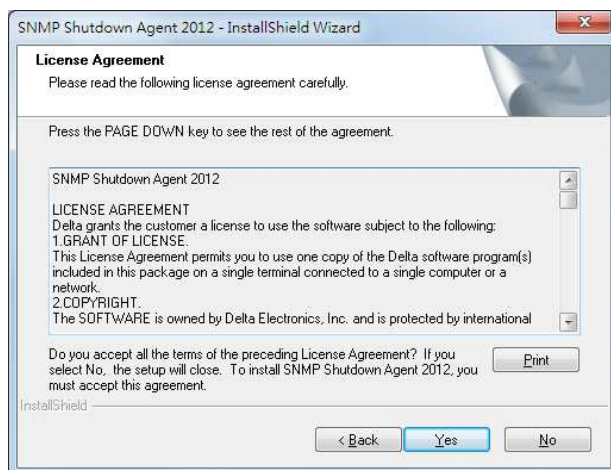 SNMP Shutdown Agent 2012 - InstallShield Wizard
License Agreement
Please read the following license agreement carefully.
Press the PAGE DOWN key to see the rest of the agreement.
SNMP Shutdown Agent 2012
LICENSE AGREEMENT
Delta grants the customer a license to use the software subject to the following:
1.GRANT OF LICENSE.
This License Agreement permits you to use one copy of the Delta software program(s)
included in this package on a single terminal connected to a single computer or a
network.
2.COPYRIGHT.
The SOFTWARE is owned by Delta Electronics, Inc. and is protected by international
Do you accept all the terms of the preceding License Agreement? If you
select No, the setup will close. To install SNMP Shutdown Agent 2012, you
must accept this agreement.
Print
InstallShield
< Back
Yes
No